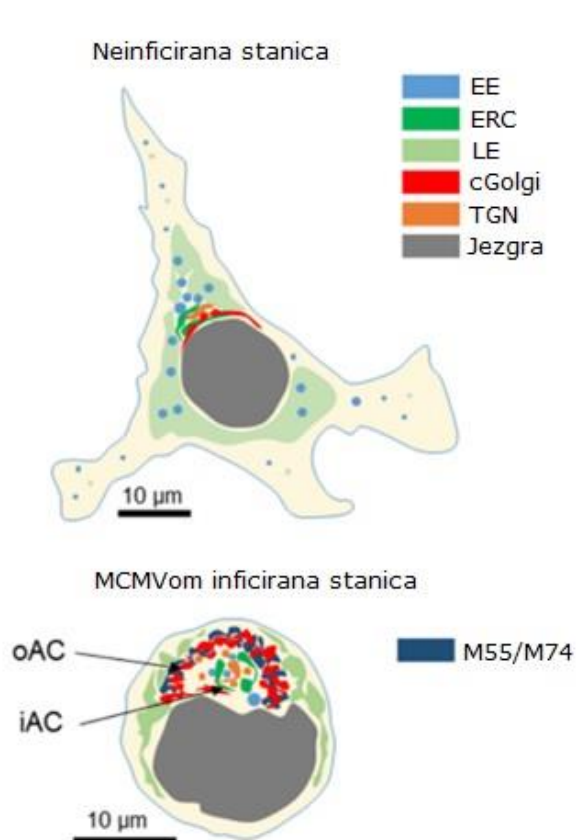 Neinficirana stanica
EE
ERC
LE
cGolgi
TGN
Jezgra
10 µm
MCMVom inficirana stanica
oAC
M55/M74
iAC
10 µm